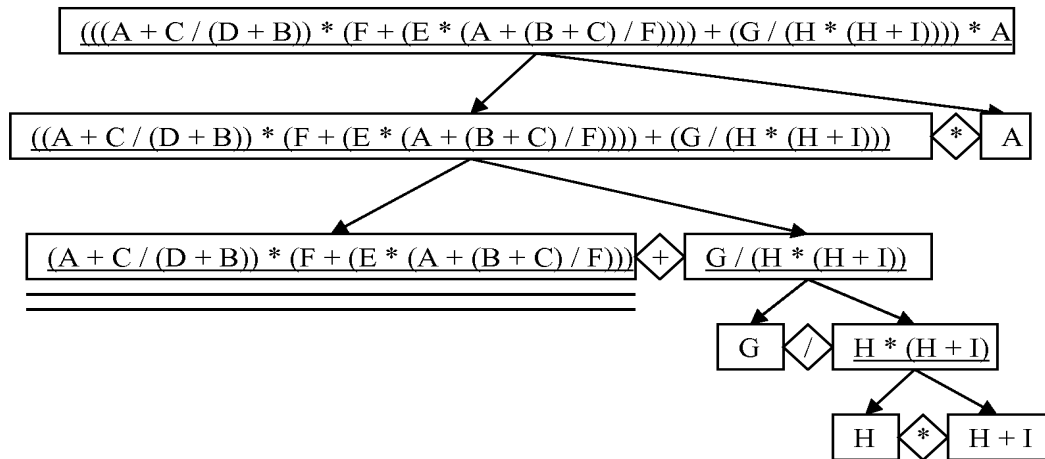 (((A + C / (D + B)) * (F + (E * (A + (B + C) / F)))) + (G / (H * (H + I)))) * A
((A + C / (D + B)) * (F + (E * (A + (B + C) / F)))) + (G / (H * (H + I))) * A
(A + C / (D + B)) * (F + (E * (A + (B + C) / F))) + G / (H * (H + I))
G / H * (H + I)
H * H + I